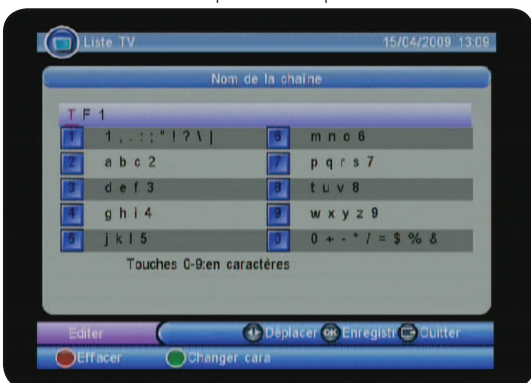 Liste TV 15/04/2009 13:09
Nom de la chaîne
T F 1
1 1 , . : ; " ! ? \ |
6 m n o 6
2 a b c 2
7 p q r s 7
3 d e f 3
8 t u v 8
4 g h i 4
9 w x y z 9
5 j k l 5
0 0 + - * / = $ % &
Touches 0-9:en caractères
Editer Déplacer OK Enregistr Quitter
Effacer Changer cara